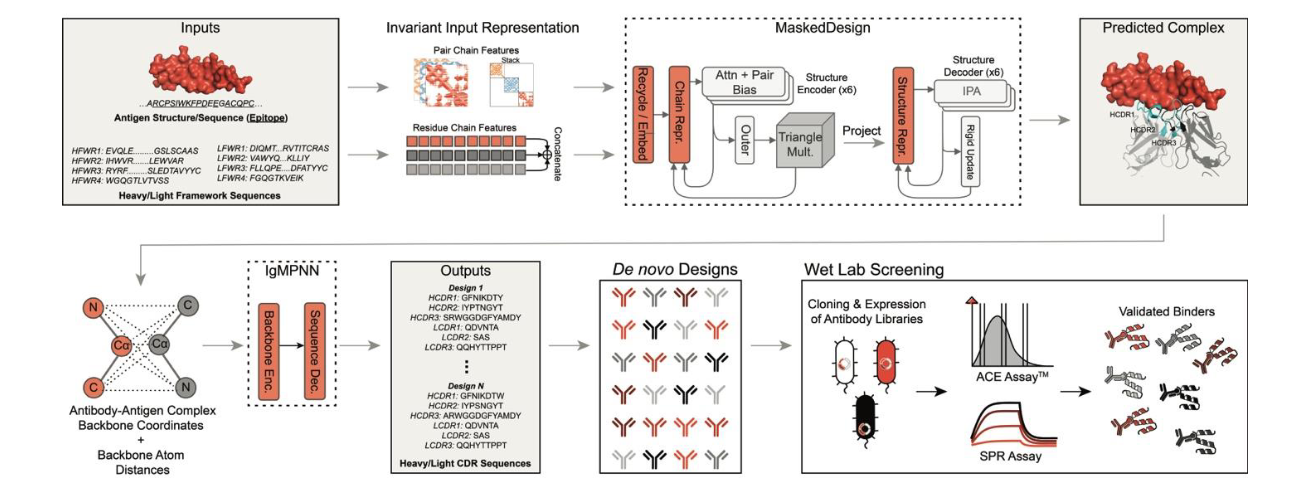 Inputs
...ARCPSIWKFPDEEGACQPC...
Antigen Structure/Sequence (Epitope)
HFWR1: EVQLE.........GSLSCAAS
HFWR2: IHWVR.......LEWVAR
HFWR3: RYRF.........SLEDTAVYYC
HFWR4: WGQGTLVTVSS
LFWR1: DIQMT...RVTITCRAS
LFWR2: VAWYQ...KLLIY
LFWR3: FLLQPE....DFATYYC
LFWR4: FGQGTKVEIK
Heavy/Light Framework Sequences
Invariant Input Representation
Pair Chain Features
Stack
Residue Chain Features
Concatenate
MaskedDesign
Recycle / Embed
Chain Repr.
Attn + Pair
Bias
Structure
Encoder (x6)
Outer
Triangle
Mult.
Project
Structure Repr.
Structure
Decoder (x6)
IPA
Rigid Update
Predicted Complex
HCDR1
HCDR2
HCDR3
N
C
Cα
Cα
C
N
Antibody-Antigen Complex
Backbone Coordinates
+
Backbone Atom
Distances
IgMPNN
Backbone Enc.
Sequence Dec.
Outputs
Design 1
HCDR1: GFNIKDTY
HCDR2: IYPTNGYT
HCDR3: SRWGGDGFYAMDY
LCDR1: QDVNTA
LCDR2: SAS
LCDR3: QQHYTTPPT
⋮
Design N
HCDR1: GFNIKDTW
HCDR2: IYPSNGYT
HCDR3: ARWGGDGFYAMDY
LCDR1: QDVNTA
LCDR2: SAS
LCDR3: QQHYTTPPT
Heavy/Light CDR Sequences
De novo Designs
Wet Lab Screening
Cloning & Expression
of Antibody Libraries
ACE Assay™
SPR Assay
Validated Binders